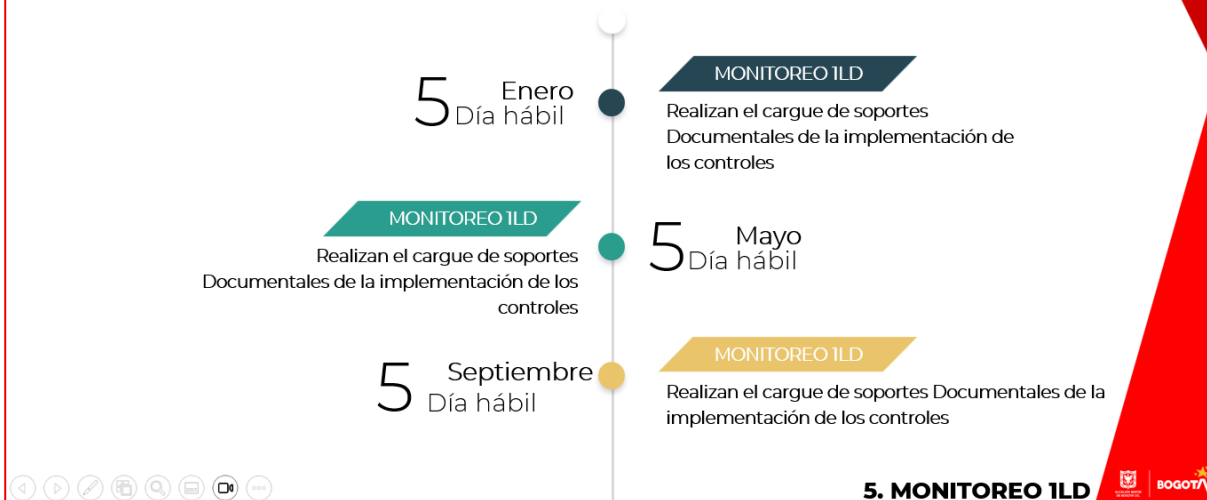 5 Enero
Día hábil
MONITOREO 1LD
Realizan el cargue de soportes
Documentales de la implementación de
los controles
MONITOREO 1LD
Realizan el cargue de soportes
Documentales de la implementación de los
controles
5 Mayo
Día hábil
5 Septiembre
Día hábil
MONITOREO 1LD
Realizan el cargue de soportes Documentales de la
implementación de los controles
5. MONITOREO 1LD
BOGOTÁ